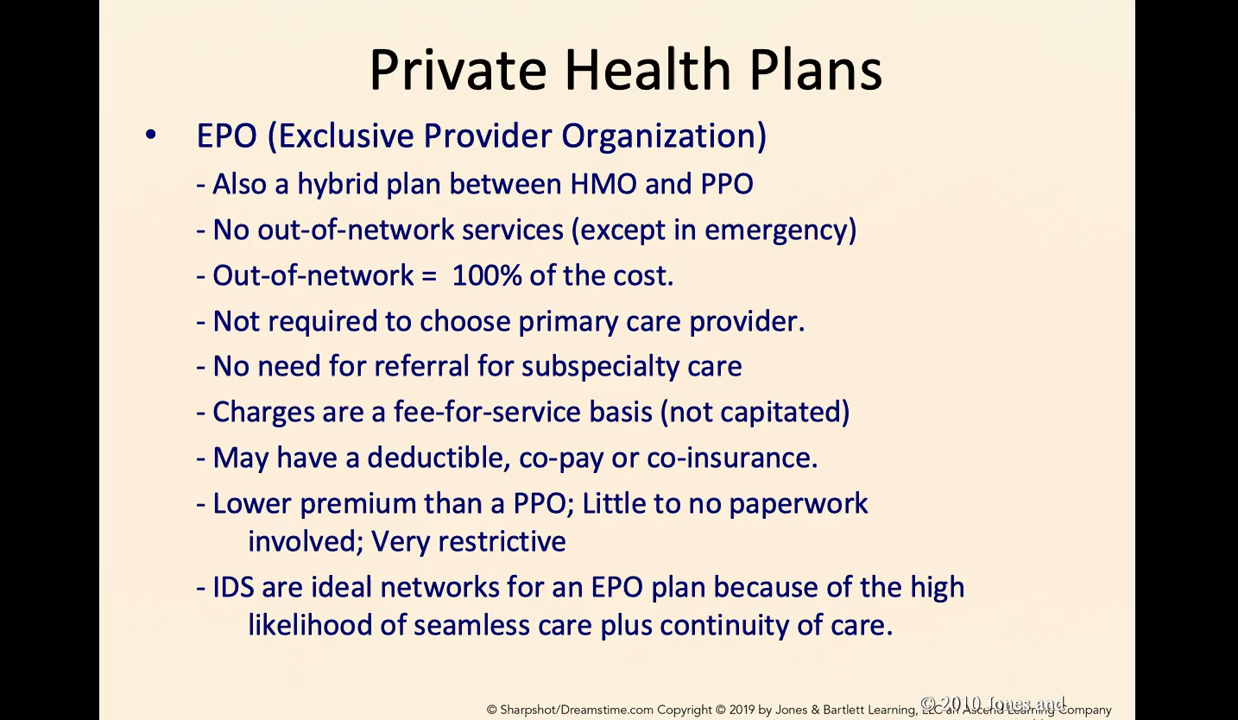 Private Health Plans
• EPO (Exclusive Provider Organization)
- Also a hybrid plan between HMO and PPO
- No out-of-network services (except in emergency)
- Out-of-network = 100% of the cost.
- Not required to choose primary care provider.
- No need for referral for subspecialty care
- Charges are a fee-for-service basis (not capitated)
- May have a deductible, co-pay or co-insurance.
- Lower premium than a PPO; Little to no paperwork
involved; Very restrictive
- IDS are ideal networks for an EPO plan because of the high
likelihood of seamless care plus continuity of care.
© Sharpshot/Dreamstime.com Copyright © 2019 by Jones & Bartlett Learning, LLC an Ascend Learning Company
© 2010 Jones and